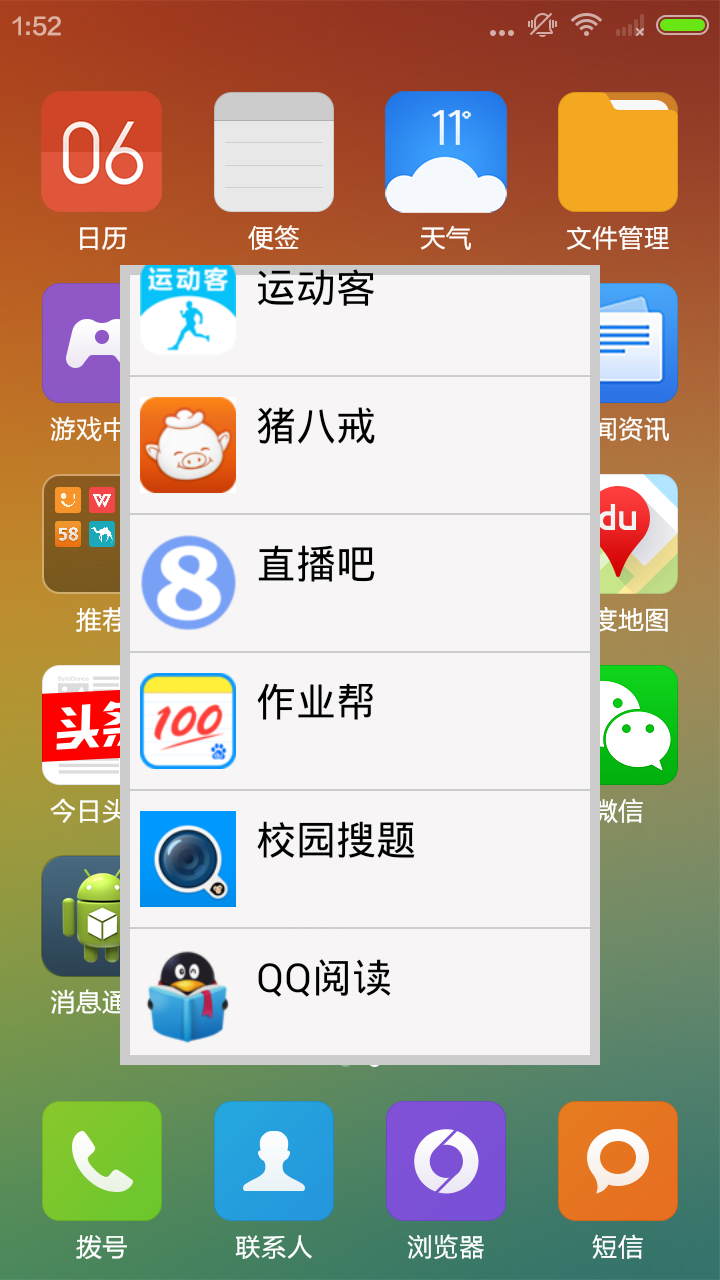 1:52
06
11°
日历
便签
天气
文件管理
运动客
运动客
猪八戒
游戏中
闻资讯
8
直播吧
58
du
推荐
度地图
100
作业帮
头条
今日头
微信
校园搜题
QQ阅读
消息通
拨号
联系人
浏览器
短信